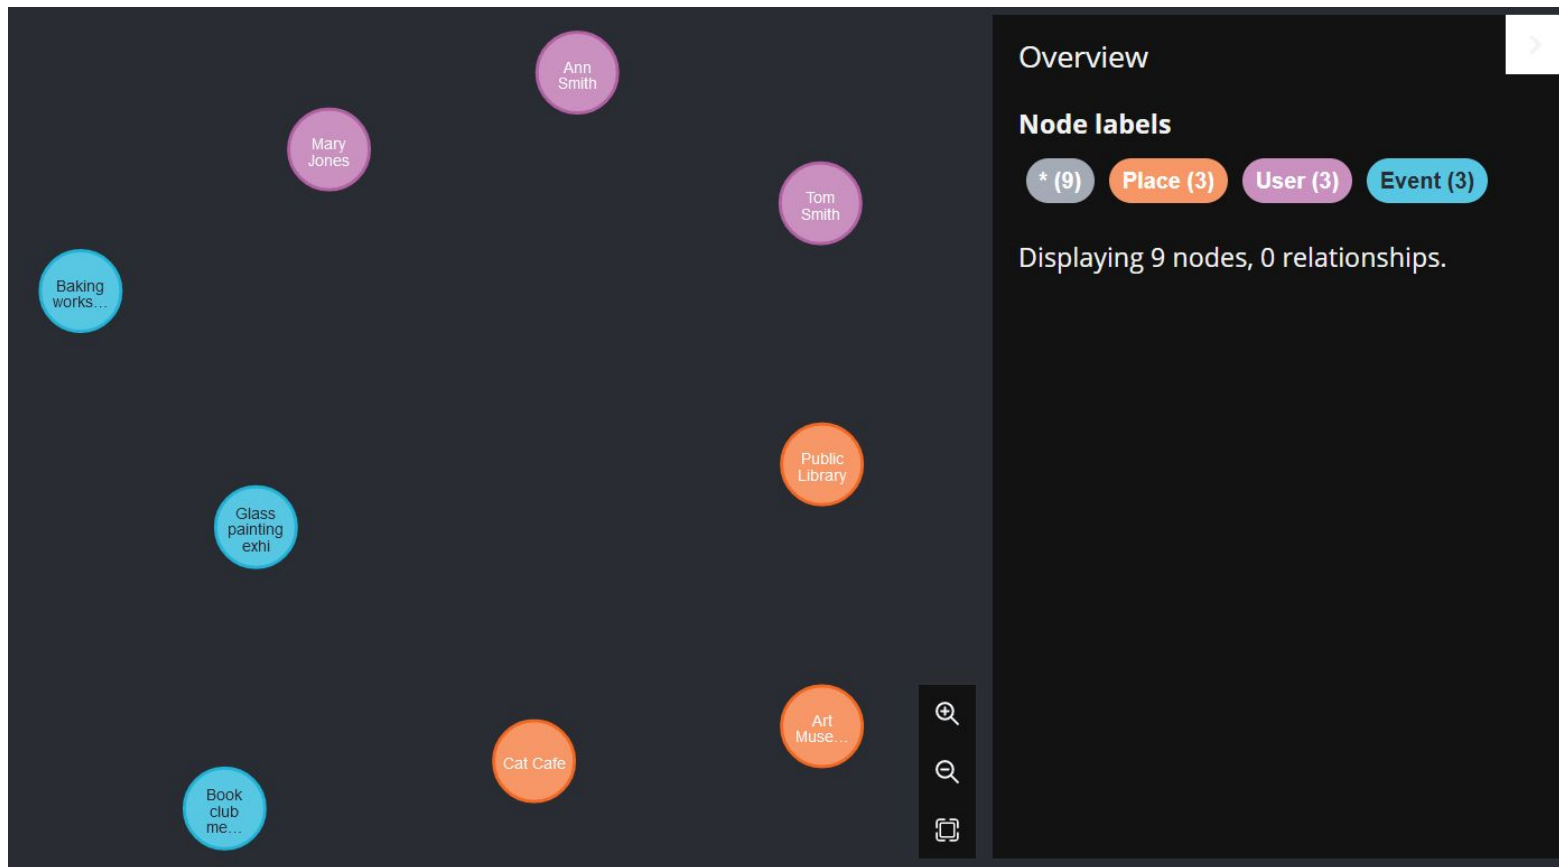 Ann
Smith
Mary
Jones
Tom
Smith
Baking
works...
Public
Library
Glass
painting
exhi
Art
Muse...
Cat Cafe
Book
club
me...
Overview
Node labels
* (9) Place (3) User (3) Event (3)
Displaying 9 nodes, 0 relationships.